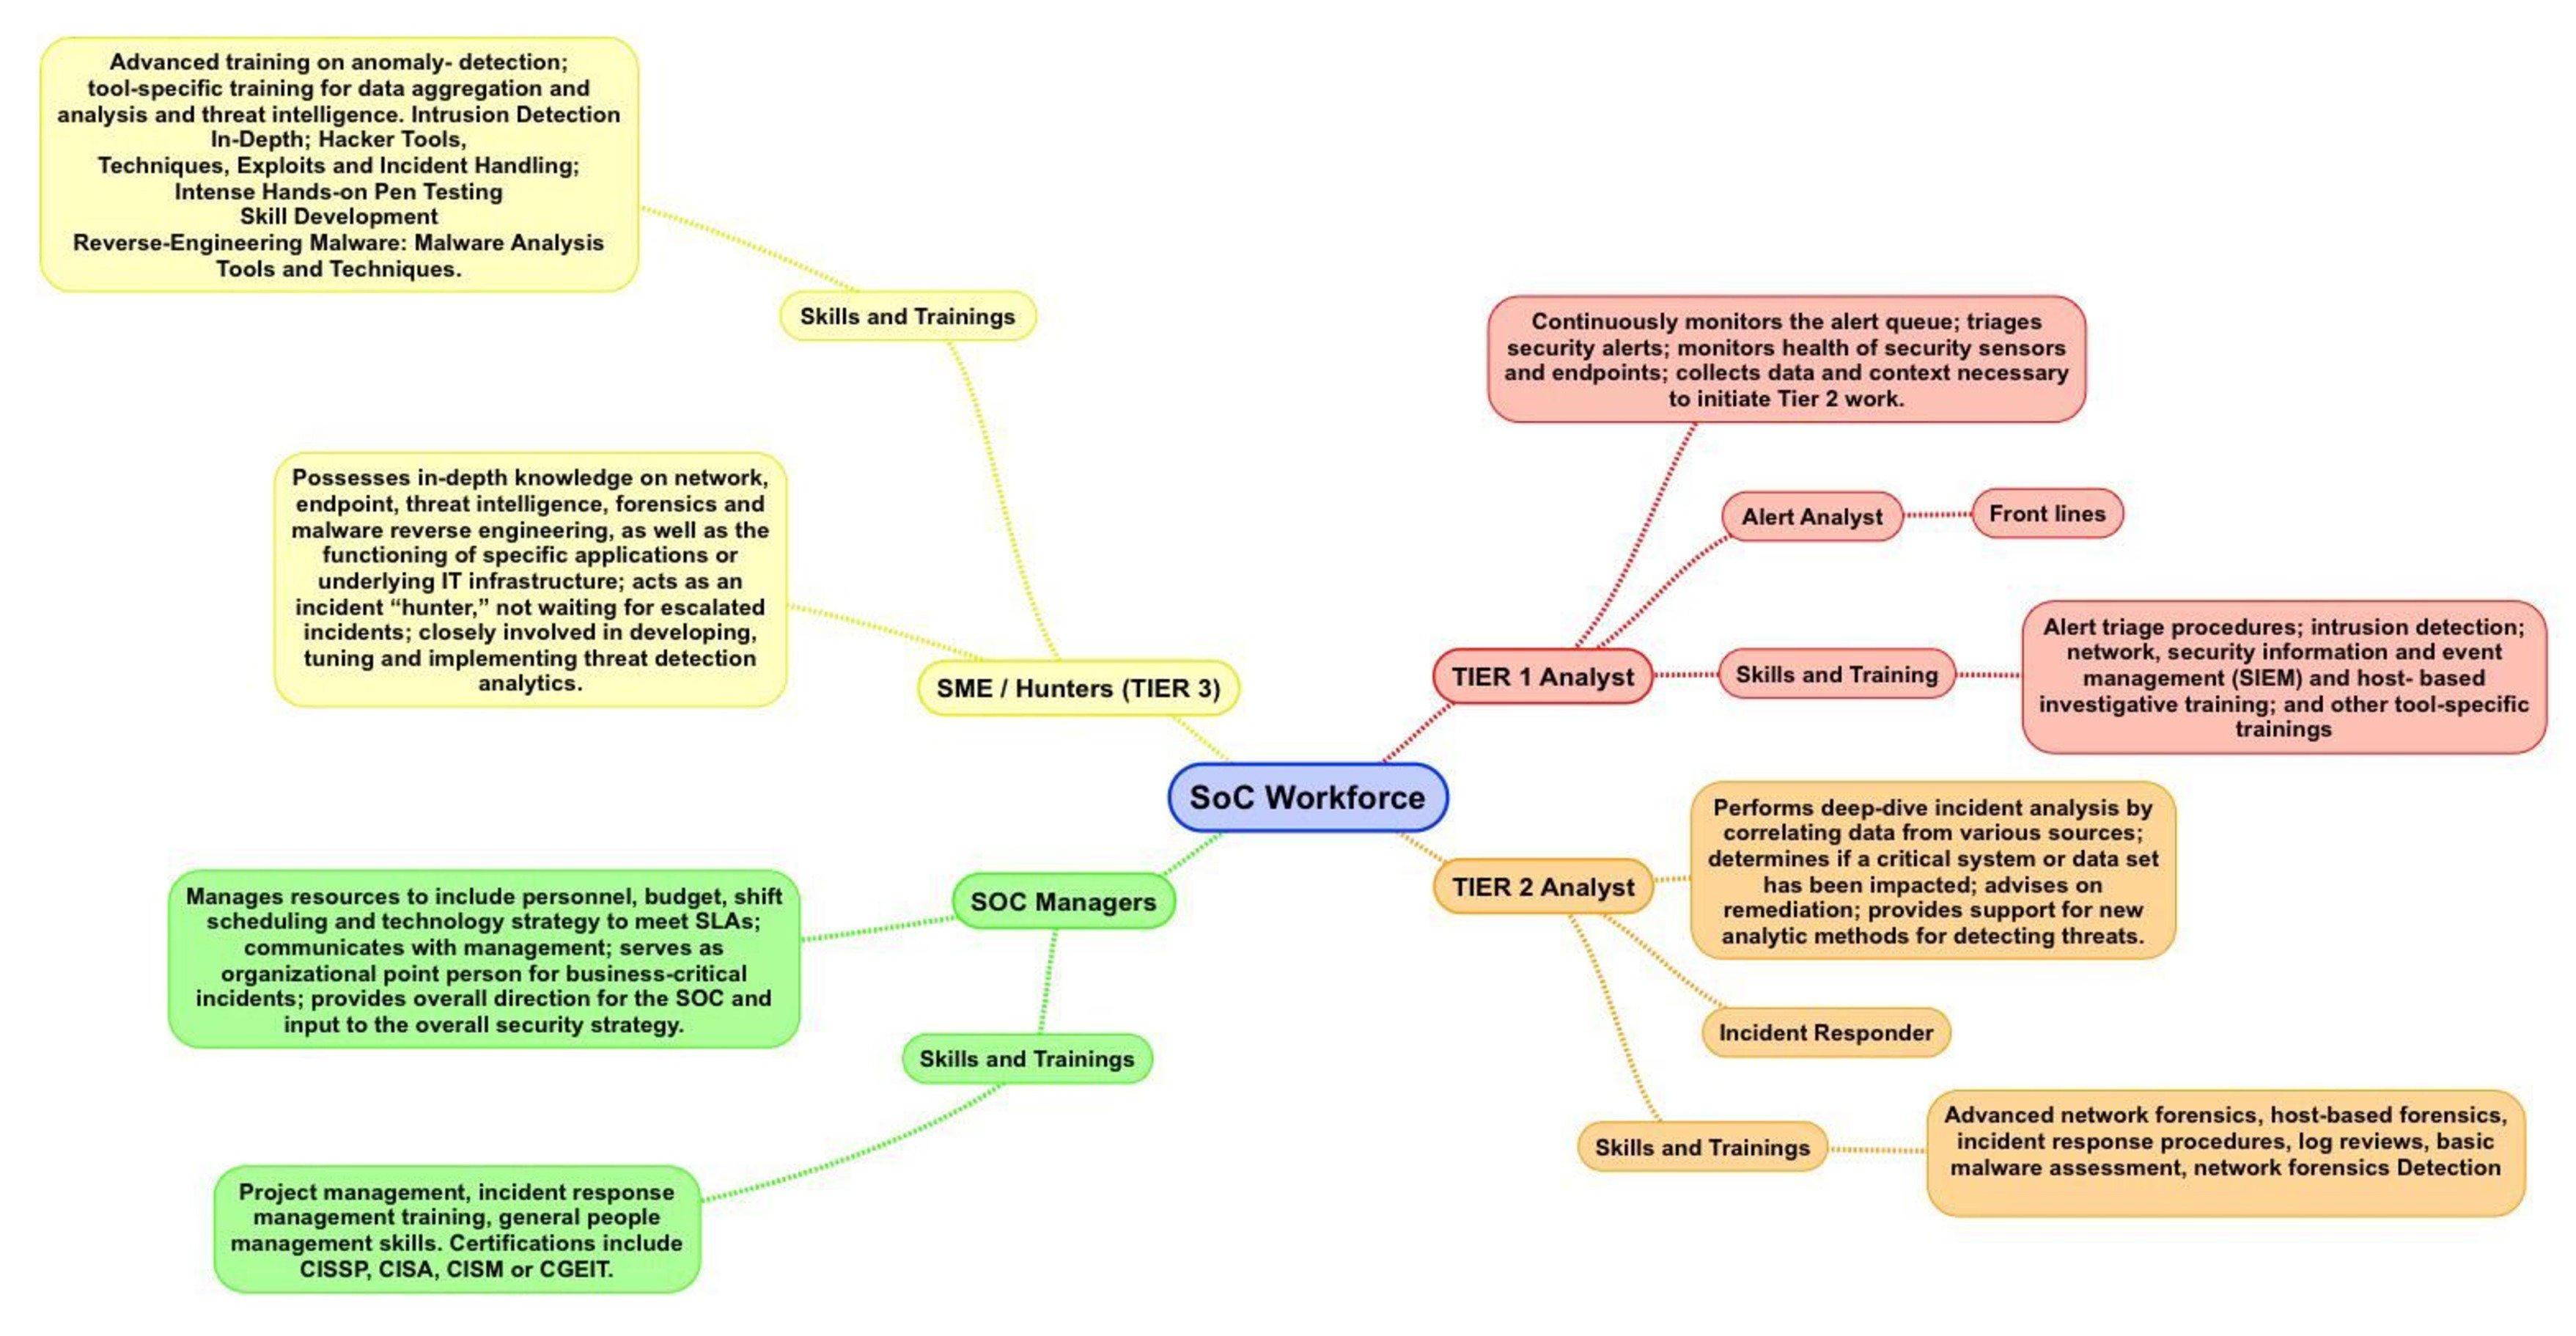 Advanced training on anomaly- detection;
tool-specific training for data aggregation and
analysis and threat intelligence. Intrusion Detection
In-Depth; Hacker Tools,
Techniques, Exploits and Incident Handling;
Intense Hands-on Pen Testing
Skill Development
Reverse-Engineering Malware: Malware Analysis
Tools and Techniques.
Skills and Trainings
Possesses in-depth knowledge on network,
endpoint, threat intelligence, forensics and
malware reverse engineering, as well as the
functioning of specific applications or
underlying IT infrastructure; acts as an
incident “hunter,” not waiting for escalated
incidents; closely involved in developing,
tuning and implementing threat detection
analytics.
SME / Hunters (TIER 3)
Continuously monitors the alert queue; triages
security alerts; monitors health of security sensors
and endpoints; collects data and context necessary
to initiate Tier 2 work.
Alert Analyst
Front lines
TIER 1 Analyst
Skills and Training
Alert triage procedures; intrusion detection;
network, security information and event
management (SIEM) and host- based
investigative training; and other tool-specific
trainings
SoC Workforce
Performs deep-dive incident analysis by
correlating data from various sources;
determines if a critical system or data set
has been impacted; advises on
remediation; provides support for new
analytic methods for detecting threats.
TIER 2 Analyst
Incident Responder
Skills and Trainings
Advanced network forensics, host-based forensics,
incident response procedures, log reviews, basic
malware assessment, network forensics Detection
SOC Managers
Manages resources to include personnel, budget, shift
scheduling and technology strategy to meet SLAs;
communicates with management; serves as
organizational point person for business-critical
incidents; provides overall direction for the SOC and
input to the overall security strategy.
Skills and Trainings
Project management, incident response
management training, general people
management skills. Certifications include
CISSP, CISA, CISM or CGEIT.